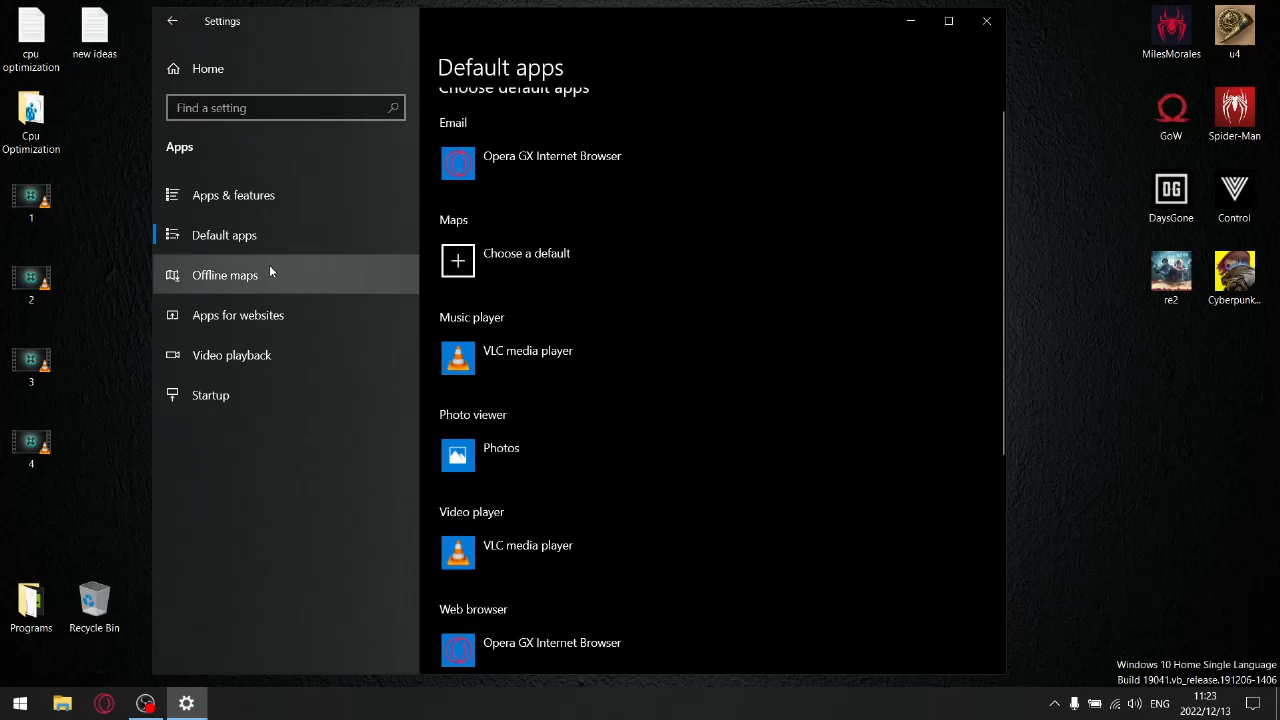 cpu
optimization
new ideas
Cpu
Optimization
1
2
3
4
Programs
Recycle Bin
Settings
Home
Find a setting
Apps
Apps & features
Default apps
Offline maps
Apps for websites
Video playback
Startup
Default apps
Choose default apps
Email
Opera GX Internet Browser
Maps
Choose a default
Music player
VLC media player
Photo viewer
Photos
Video player
VLC media player
Web browser
Opera GX Internet Browser
MilesMorales
u4
GoW
Spider-Man
DG
DaysGone
Control
re2
Cyberpunk...
Windows 10 Home Single Language
Build 19041.vb_release.191206-1406
ENG
11:23
2022/12/13